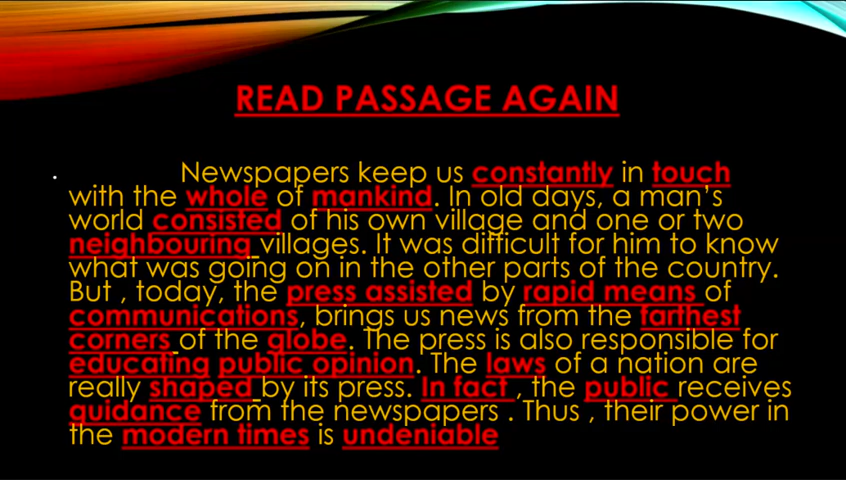 READ PASSAGE AGAIN
• Newspapers keep us constantly in touch
with the whole of mankind. In old days, a man's
world consisted of his own village and one or two
neighbouring villages. It was difficult for him to know
what was going on in the other parts of the country.
But , today, the press assisted by rapid means of
communications, brings us news from the farthest
corners of the globe. The press is also responsible for
educating public opinion. The laws of a nation are
really shaped by its press. In fact , the public receives
guidance from the newspapers . Thus , their power in
the modern times is undeniable